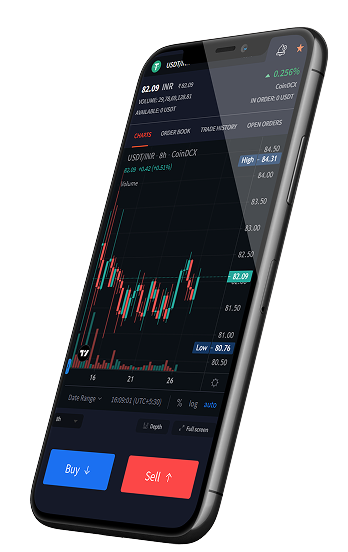 USDT/IN
82.09 INR ₹ 82.09
0.256%
VOLUME: 29,78,69,128.81
CoinDCX
AVAILABLE: 0 USDT
IN ORDER: 0 USDT
CHARTS ORDER BOOK TRADE HISTORY OPEN ORDERS
USDT/INR · 8h · CoinDCX
82.09 +0.42 (+0.51%)
Volume
84.50
High - 84.31
84.00
83.50
83.00
82.50
82.09
81.50
81.00
Low - 80.76
80.50
16 21 26
Date Range 16:09:01 (UTC+5:30) % log auto
8h Depth Full screen
Buy ↓ Sell ↑